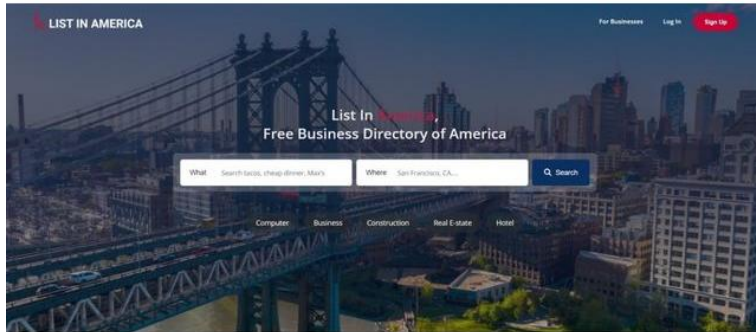 LIST IN AMERICA
For Businesses Log In Sign Up
List In America,
Free Business Directory of America
What Search tacos, cheap dinner, Max's Where San Francisco, CA,... Search
Computer Business Construction Real E-state Hotel